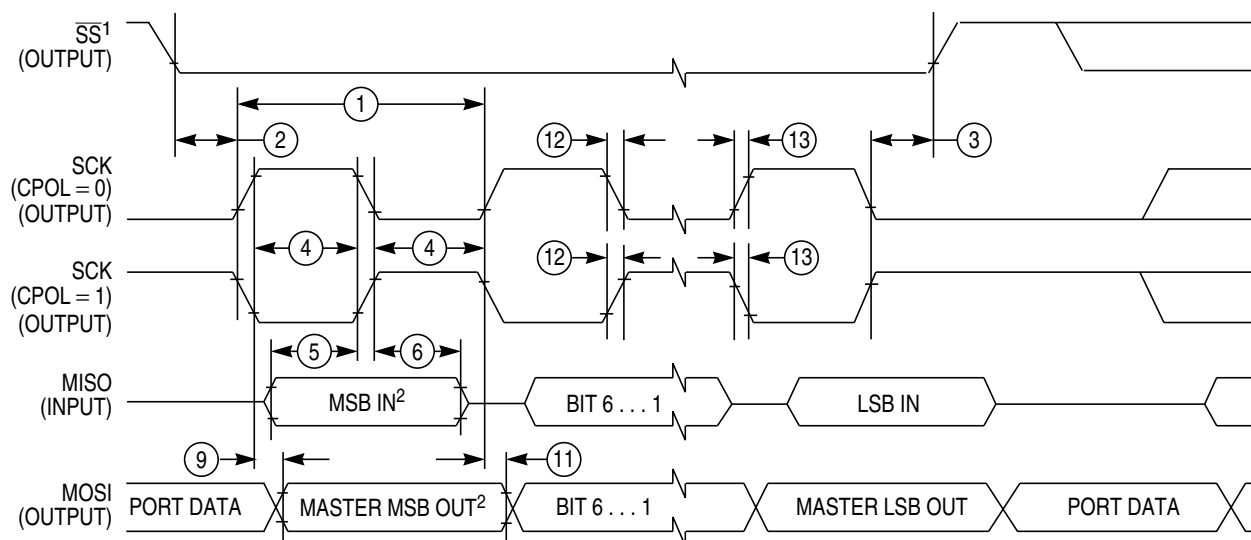 SS1
(OUTPUT)
1
2
12
13
3
SCK
(CPOL = 0)
(OUTPUT)
4
4
12
13
SCK
(CPOL = 1)
(OUTPUT)
5
6
MISO
(INPUT)
MSB IN2
BIT 6 . . . 1
LSB IN
9
11
MOSI
(OUTPUT)
PORT DATA
MASTER MSB OUT2
BIT 6 . . . 1
MASTER LSB OUT
PORT DATA